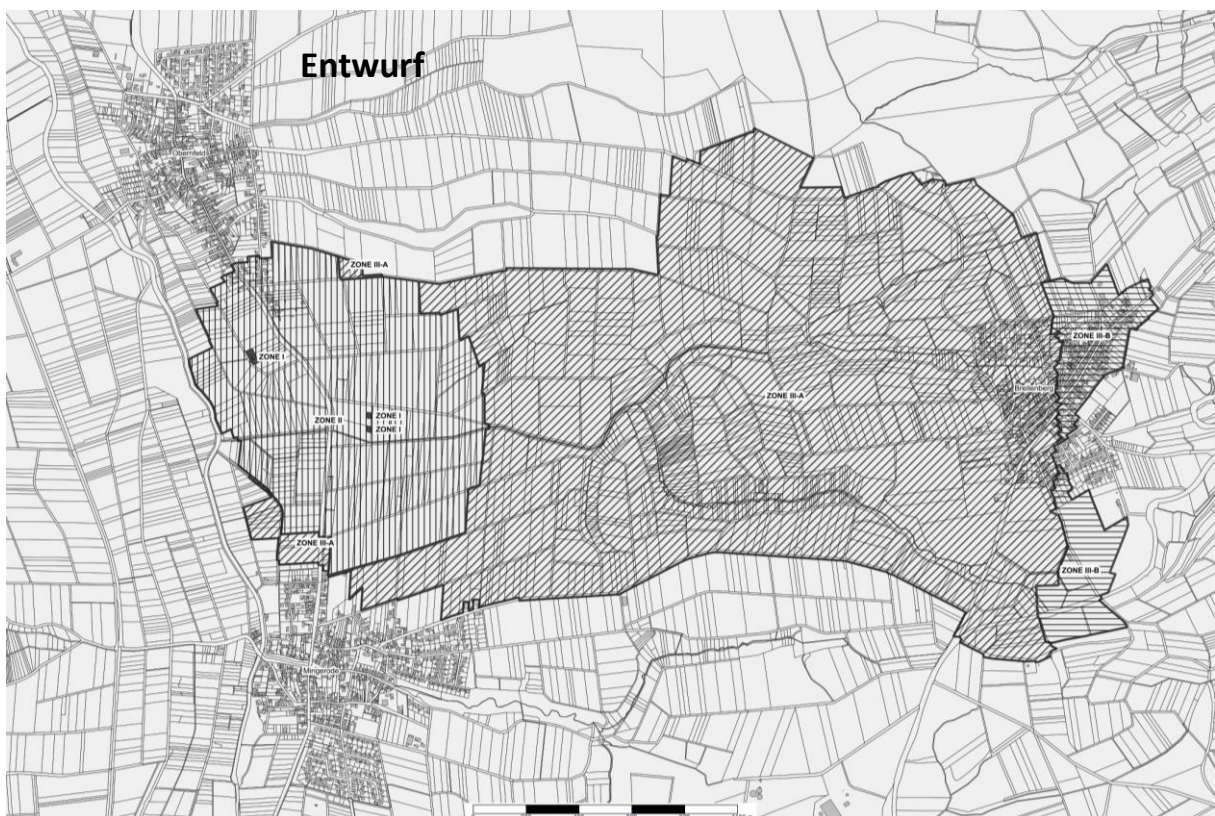 Entwurf
Obernfeld
ZONE III-A
ZONE I
ZONE II
ZONE I
ZONE I
ZONE III-A
ZONE III-B
Breitenberg
ZONE III-A
ZONE III-B
Mingerode